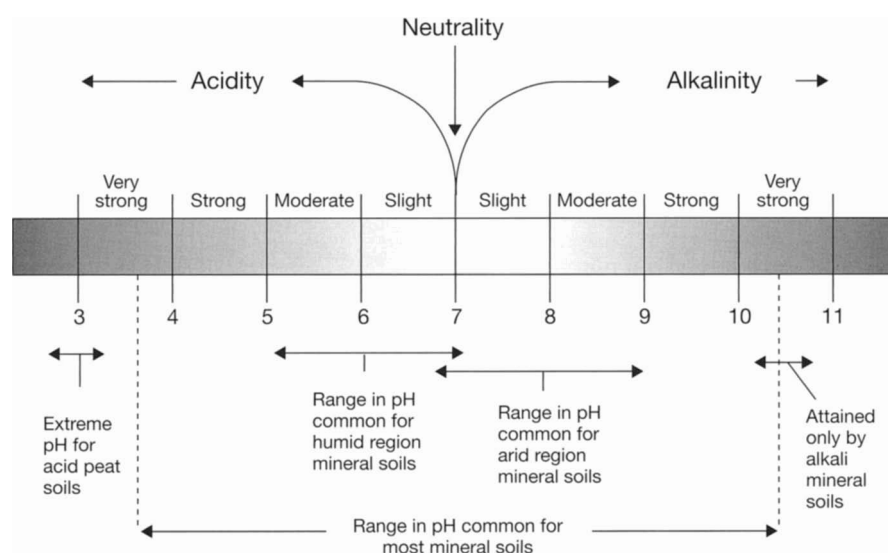 Neutrality
Acidity
Alkalinity
Very
strong
Strong
Moderate
Slight
Slight
Moderate
Strong
Very
strong
3
4
5
6
7
8
9
10
11
Extreme
pH for
acid peat
soils
Range in pH
common for
humid region
mineral soils
Range in pH
common for
arid region
mineral soils
Attained
only by
alkali
mineral
soils
Range in pH common for
most mineral soils